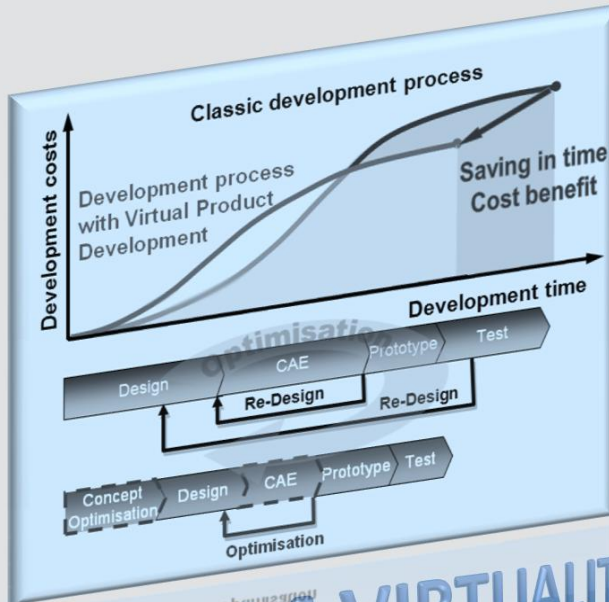 Classic development process
Development costs
Development process
with Virtual Product
Development
Saving in time
Cost benefit
Development time
Optimisation
Design
CAE
Prototype
Test
Re-Design
Re-Design
Concept
Optimisation
Design
CAE
Prototype
Test
Optimisation